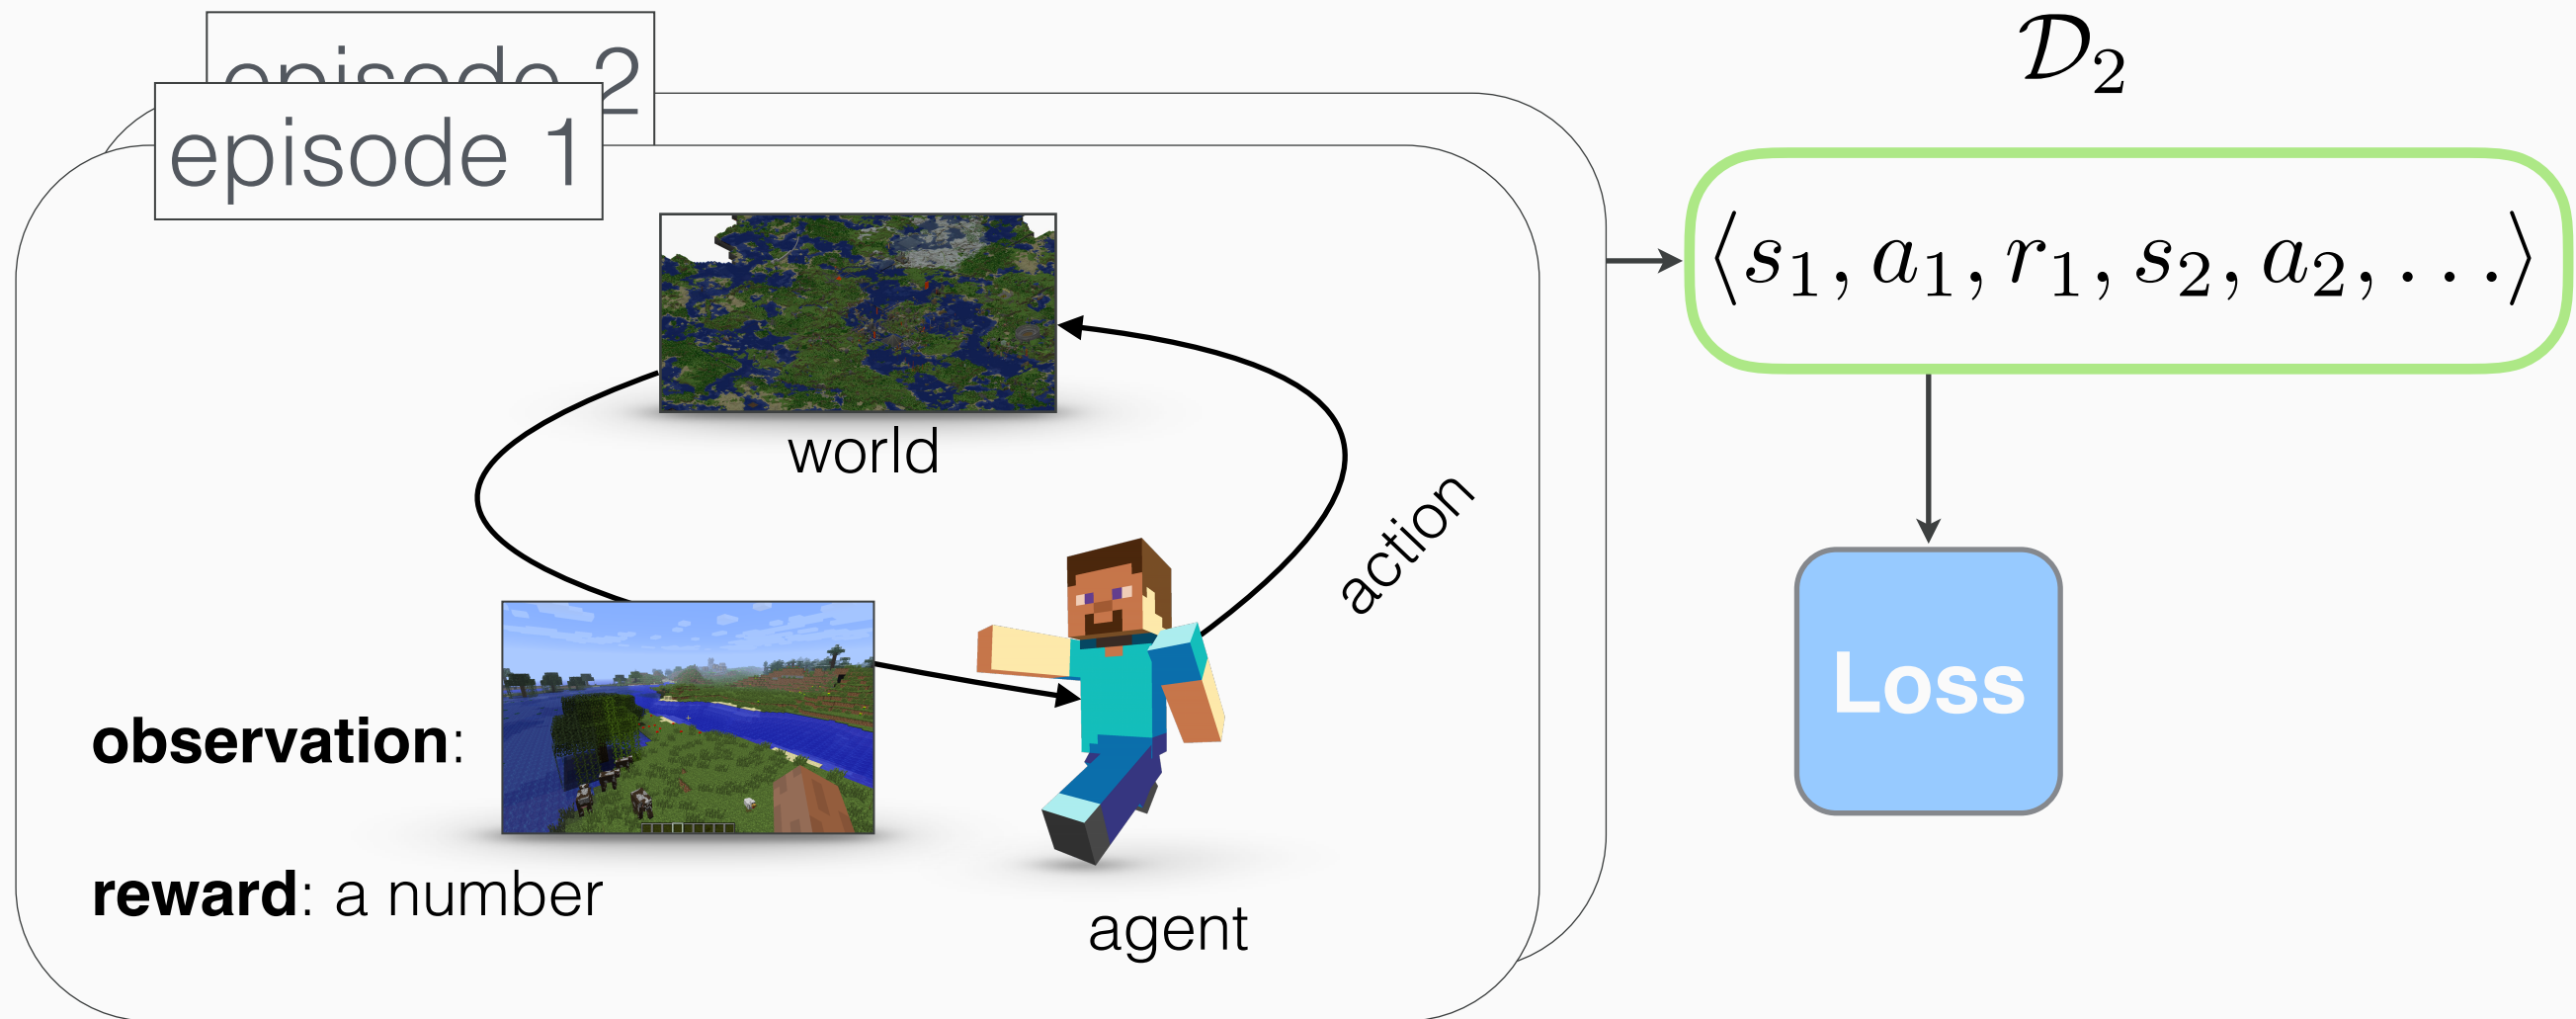 episode 2
episode 1
world
action
observation:
reward: a number
agent
𝒟₂
⟨s₁, a₁, r₁, s₂, a₂, . . .⟩
Loss